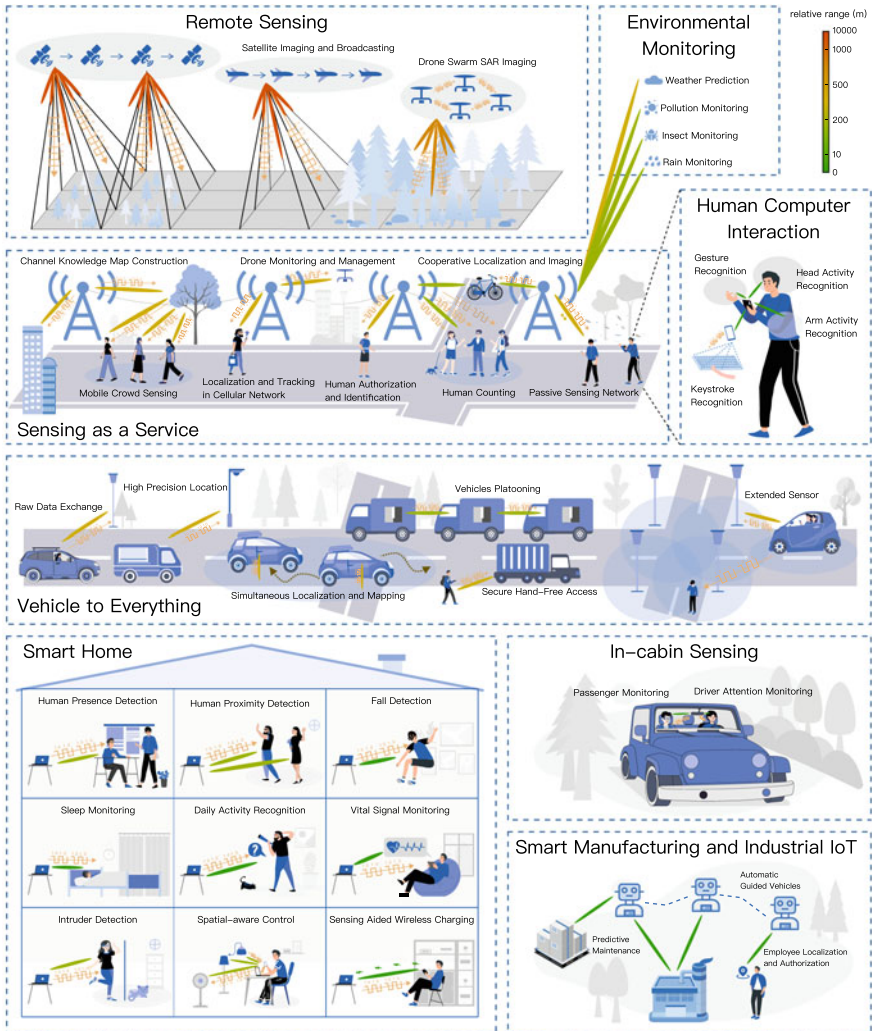 Remote Sensing
Satellite Imaging and Broadcasting
Drone Swarm SAR Imaging
Environmental
Monitoring
Weather Prediction
Pollution Monitoring
Insect Monitoring
Rain Monitoring
relative range (m)
10000
1000
500
200
10
0
Channel Knowledge Map Construction
Drone Monitoring and Management
Cooperative Localization and Imaging
Mobile Crowd Sensing
Localization and Tracking
in Cellular Network
Human Authorization
and Identification
Human Counting
Passive Sensing Network
Sensing as a Service
Human Computer
Interaction
Gesture
Recognition
Head Activity
Recognition
Arm Activity
Recognition
Keystroke
Recognition
Raw Data Exchange
High Precision Location
Vehicles Platooning
Extended Sensor
Simultaneous Localization and Mapping
Secure Hand-Free Access
Vehicle to Everything
Smart Home
Human Presence Detection
Human Proximity Detection
Fall Detection
Sleep Monitoring
Daily Activity Recognition
Vital Signal Monitoring
?
Intruder Detection
Spatial-aware Control
Sensing Aided Wireless Charging
In-cabin Sensing
Passenger Monitoring
Driver Attention Monitoring
Smart Manufacturing and Industrial IoT
Automatic
Guided Vehicles
Predictive
Maintenance
Employee Localization
and Authorization